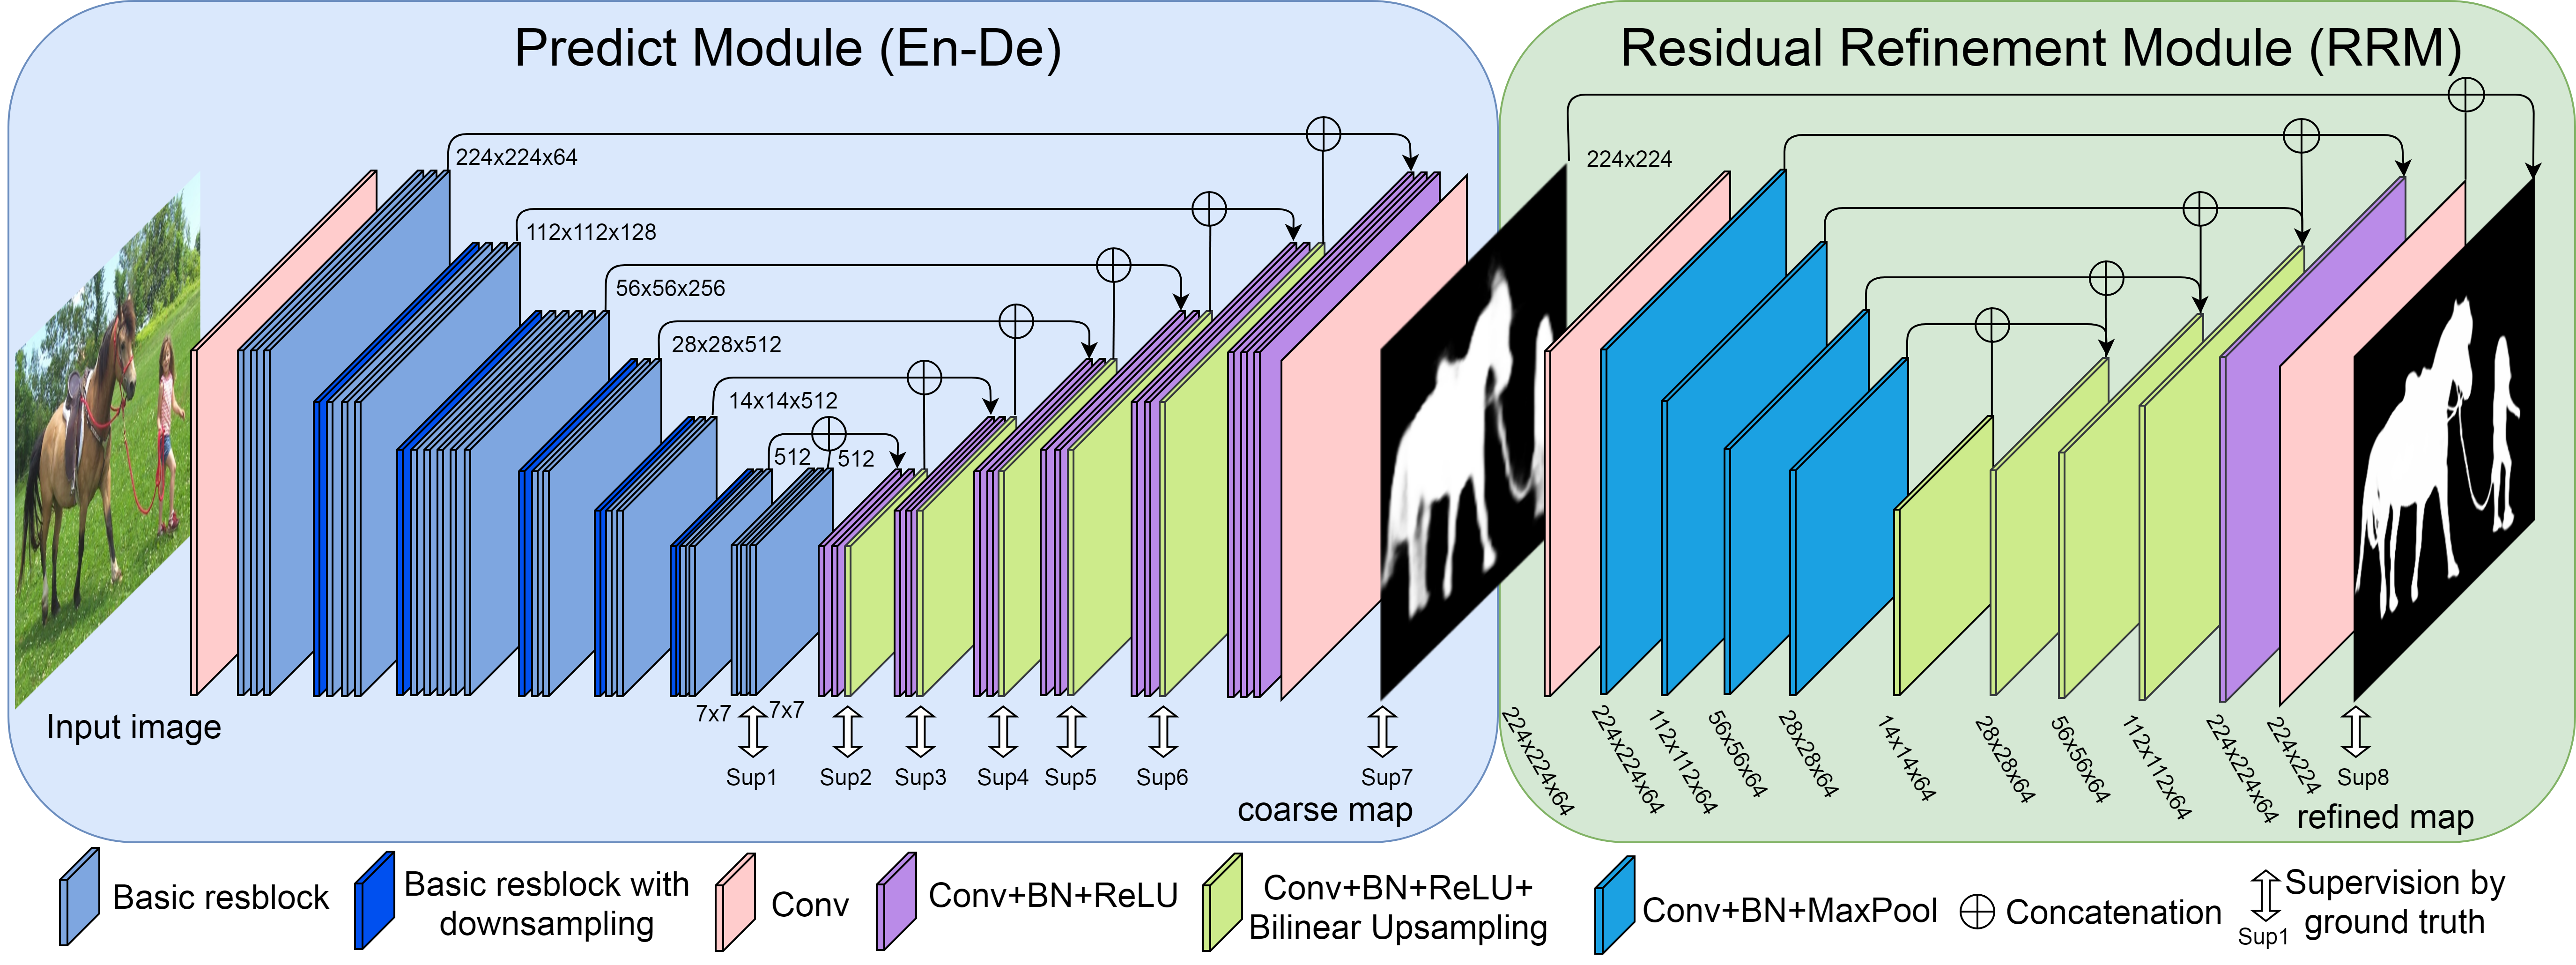 Predict Module (En-De)
Residual Refinement Module (RRM)
224x224x64
112x112x128
56x56x256
28x28x512
14x14x512
512
512
7x7
7x7
224x224
Input image
Sup1
Sup2
Sup3
Sup4
Sup5
Sup6
Sup7
coarse map
224x224x64
224x224x64
112x112x64
56x56x64
28x28x64
14x14x64
28x28x64
56x56x64
112x112x64
224x224x64
224x224
Sup8
refined map
Basic resblock
Basic resblock with
downsampling
Conv
Conv+BN+ReLU
Conv+BN+ReLU+
Bilinear Upsampling
Conv+BN+MaxPool
Concatenation
Sup1
Supervision by
ground truth